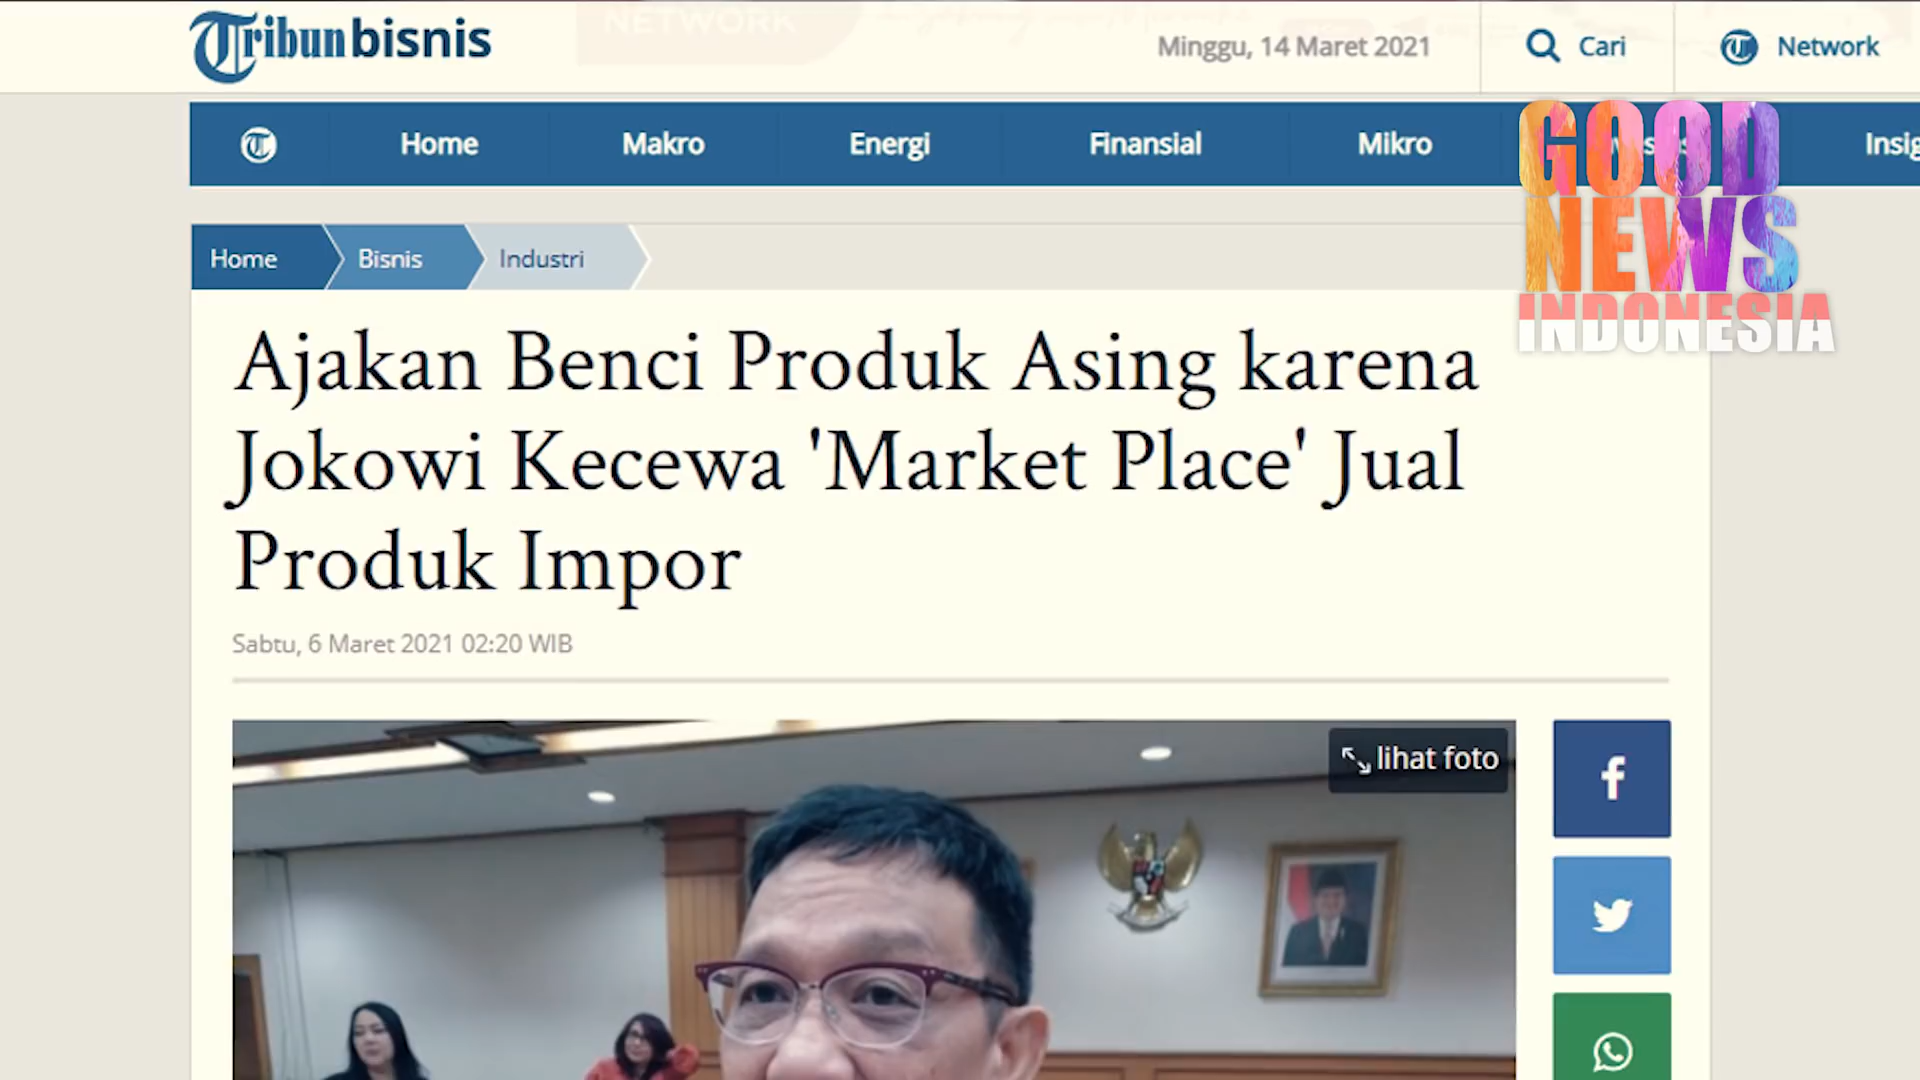 Tribunbisnis
NETWORK
Minggu, 14 Maret 2021
Cari
Network
Home
Makro
Energi
Finansial
Mikro
Insig
GOOD
NEWS
INDONESIA
Home
Bisnis
Industri
Ajakan Benci Produk Asing karena
Jokowi Kecewa 'Market Place' Jual
Produk Impor
Sabtu, 6 Maret 2021 02:20 WIB
lihat foto